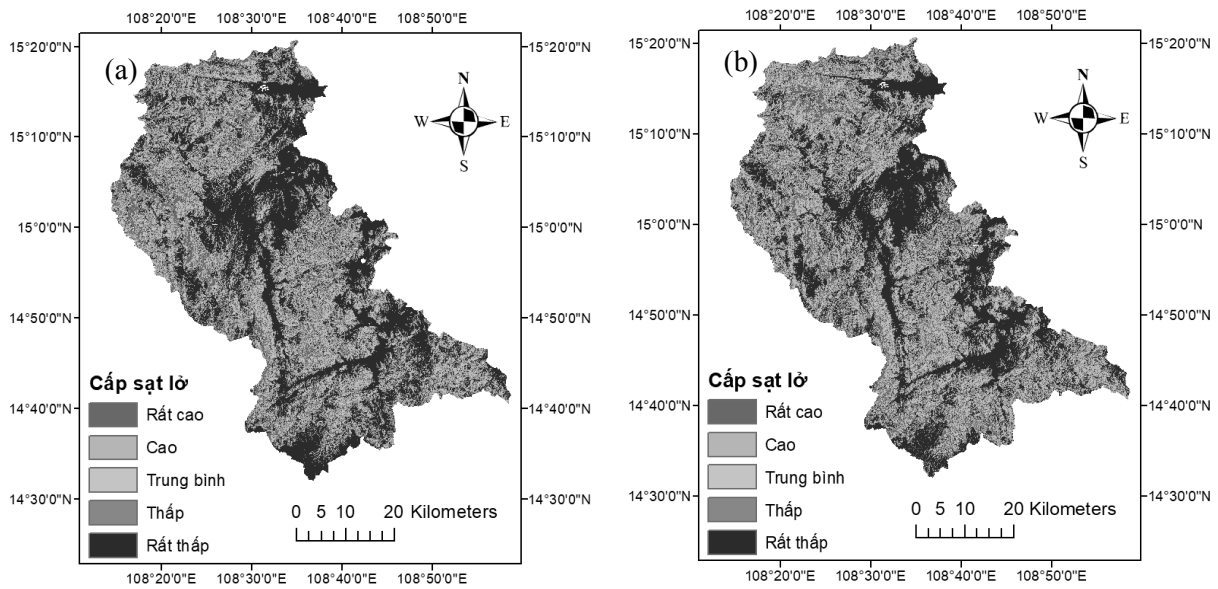 108°20'0"E 108°30'0"E 108°40'0"E 108°50'0"E
(a)
N
W E
S
15°20'0"N 15°20'0"N
15°10'0"N 15°10'0"N
15°0'0"N 15°0'0"N
14°50'0"N 14°50'0"N
14°40'0"N 14°40'0"N
14°30'0"N 14°30'0"N
Cấp sạt lở
Rất cao
Cao
Trung bình
Thấp
Rất thấp
0 5 10 20 Kilometers
108°20'0"E 108°30'0"E 108°40'0"E 108°50'0"E
108°20'0"E 108°30'0"E 108°40'0"E 108°50'0"E
(b)
N
W E
S
15°20'0"N 15°20'0"N
15°10'0"N 15°10'0"N
15°0'0"N 15°0'0"N
14°50'0"N 14°50'0"N
14°40'0"N 14°40'0"N
14°30'0"N 14°30'0"N
Cấp sạt lở
Rất cao
Cao
Trung bình
Thấp
Rất thấp
0 5 10 20 Kilometers
108°20'0"E 108°30'0"E 108°40'0"E 108°50'0"E